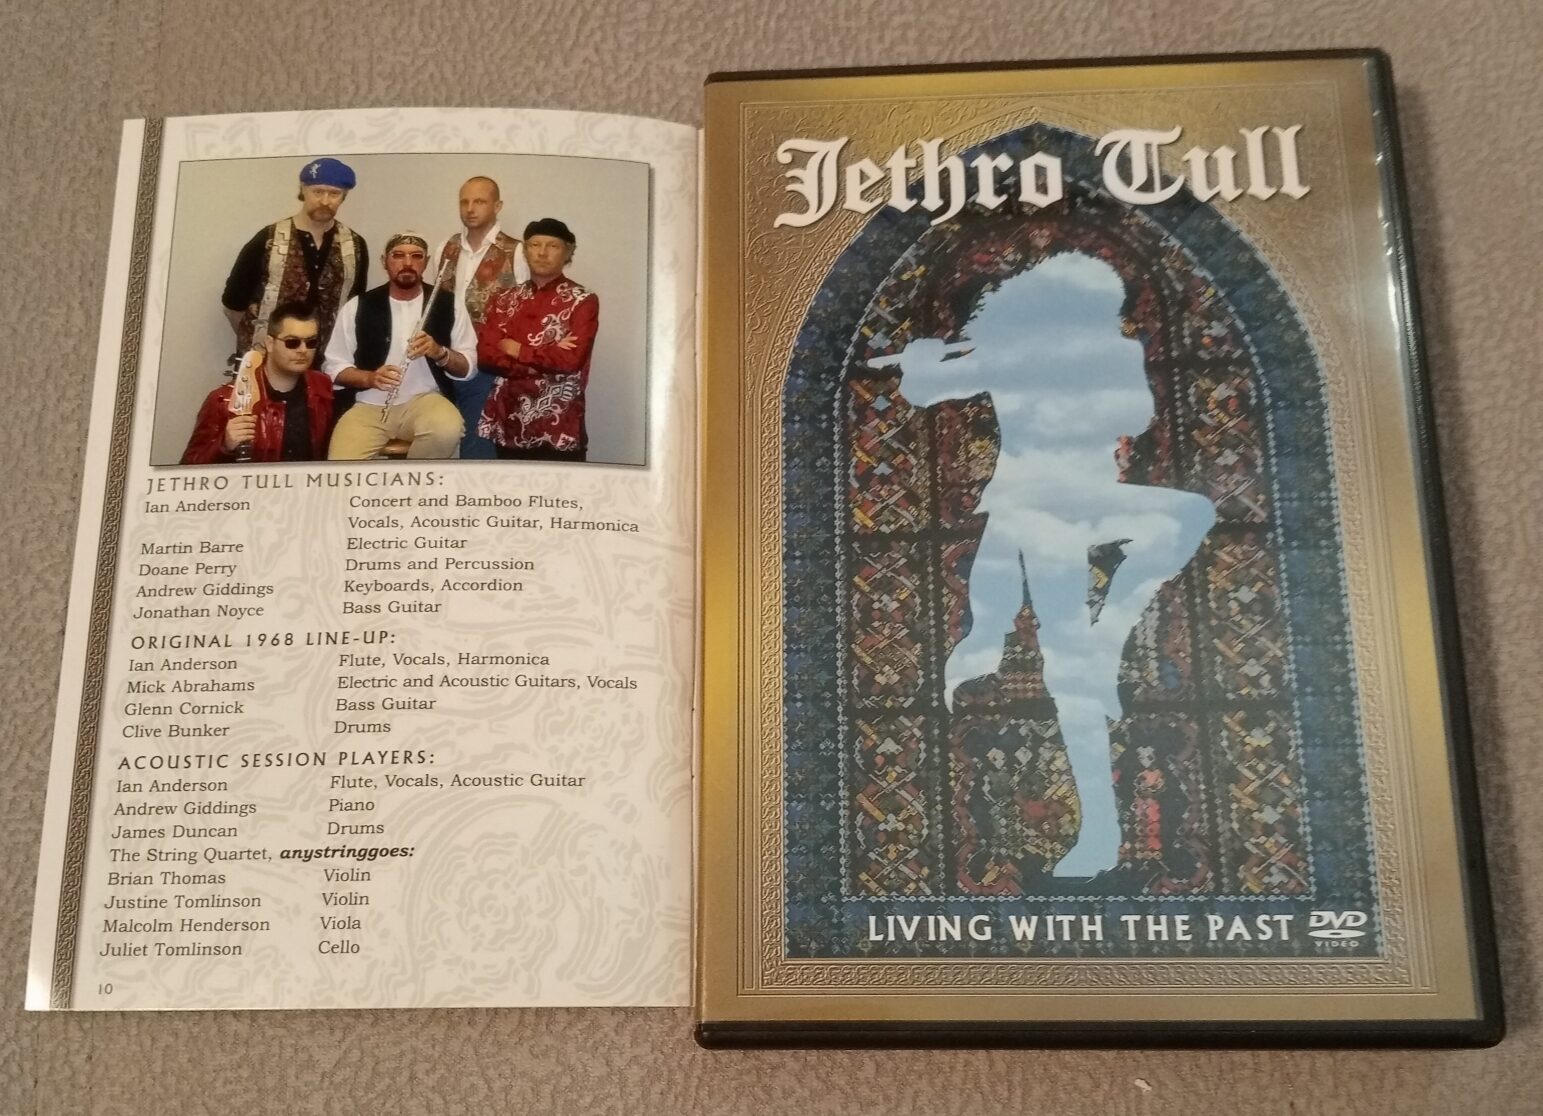 JETHRO TULL MUSICIANS:
Ian Anderson Concert and Bamboo Flutes,
Vocals, Acoustic Guitar, Harmonica
Martin Barre Electric Guitar
Doane Perry Drums and Percussion
Andrew Giddings Keyboards, Accordion
Jonathan Noyce Bass Guitar
ORIGINAL 1968 LINE-UP:
Ian Anderson Flute, Vocals, Harmonica
Mick Abrahams Electric and Acoustic Guitars, Vocals
Glenn Cornick Bass Guitar
Clive Bunker Drums
ACOUSTIC SESSION PLAYERS:
Ian Anderson Flute, Vocals, Acoustic Guitar
Andrew Giddings Piano
James Duncan Drums
The String Quartet, anystringgoes:
Brian Thomas Violin
Justine Tomlinson Violin
Malcolm Henderson Viola
Juliet Tomlinson Cello
10
Jethro Tull
LIVING WITH THE PAST DVD
VIDEO